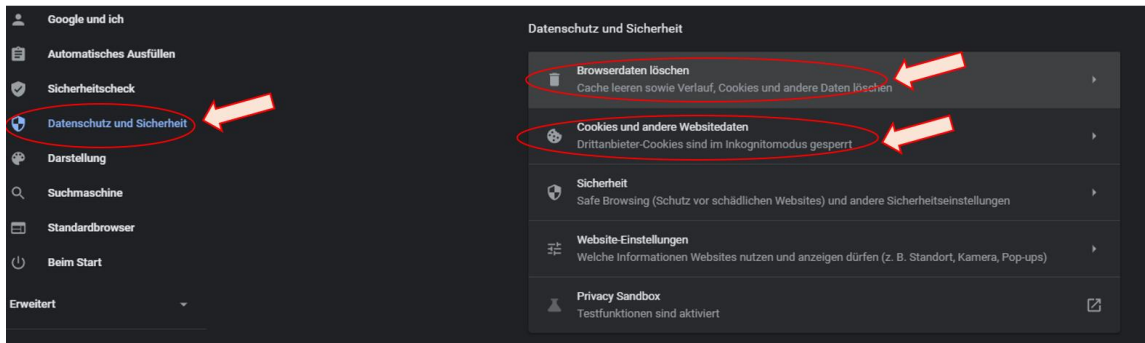 Google und ich
Automatisches Ausfüllen
Sicherheitscheck
Datenschutz und Sicherheit
Darstellung
Suchmaschine
Standardbrowser
Beim Start
Erweitert
Datenschutz und Sicherheit
Browserdaten löschen
Cache leeren sowie Verlauf, Cookies und andere Daten löschen
Cookies und andere Websitedaten
Drittanbieter-Cookies sind im Inkognitomodus gesperrt
Sicherheit
Safe Browsing (Schutz vor schädlichen Websites) und andere Sicherheitseinstellungen
Website-Einstellungen
Welche Informationen Websites nutzen und anzeigen dürfen (z. B. Standort, Kamera, Pop-ups)
Privacy Sandbox
Testfunktionen sind aktiviert